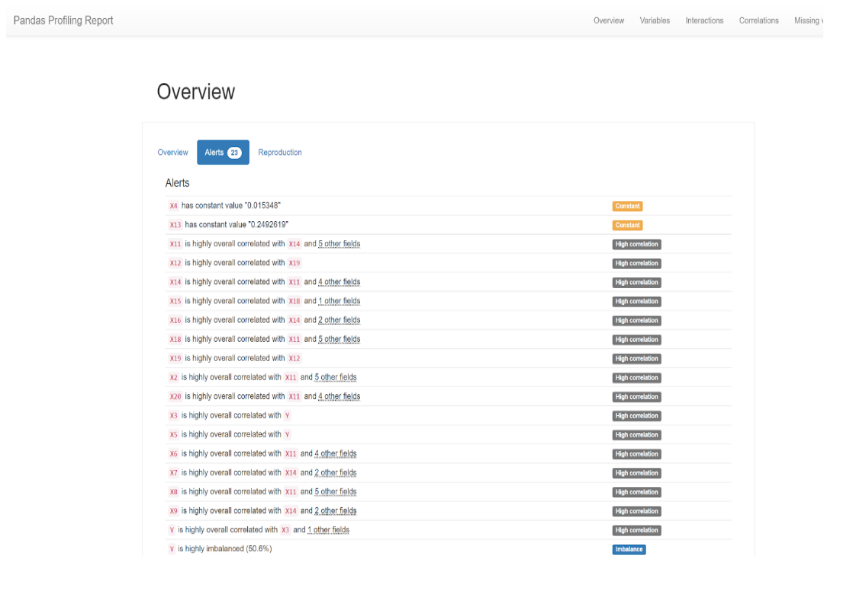 Pandas Profiling Report Overview Variables Interactions Correlations Missing
Overview
Overview Alerts 23 Reproduction
Alerts
X4 has constant value "0.015348" Constant
X13 has constant value "0.2492619" Constant
X11 is highly overall correlated with X14 and 5 other fields High correlation
X12 is highly overall correlated with X19 High correlation
X14 is highly overall correlated with X11 and 4 other fields High correlation
X15 is highly overall correlated with X18 and 1 other fields High correlation
X16 is highly overall correlated with X14 and 2 other fields High correlation
X18 is highly overall correlated with X11 and 5 other fields High correlation
X19 is highly overall correlated with X12 High correlation
X2 is highly overall correlated with X11 and 5 other fields High correlation
X20 is highly overall correlated with X11 and 4 other fields High correlation
X3 is highly overall correlated with Y High correlation
X5 is highly overall correlated with Y High correlation
X6 is highly overall correlated with X11 and 4 other fields High correlation
X7 is highly overall correlated with X14 and 2 other fields High correlation
X8 is highly overall correlated with X11 and 5 other fields High correlation
X9 is highly overall correlated with X14 and 2 other fields High correlation
Y is highly overall correlated with X3 and 1 other fields High correlation
Y is highly imbalanced (50.6%) Imbalance